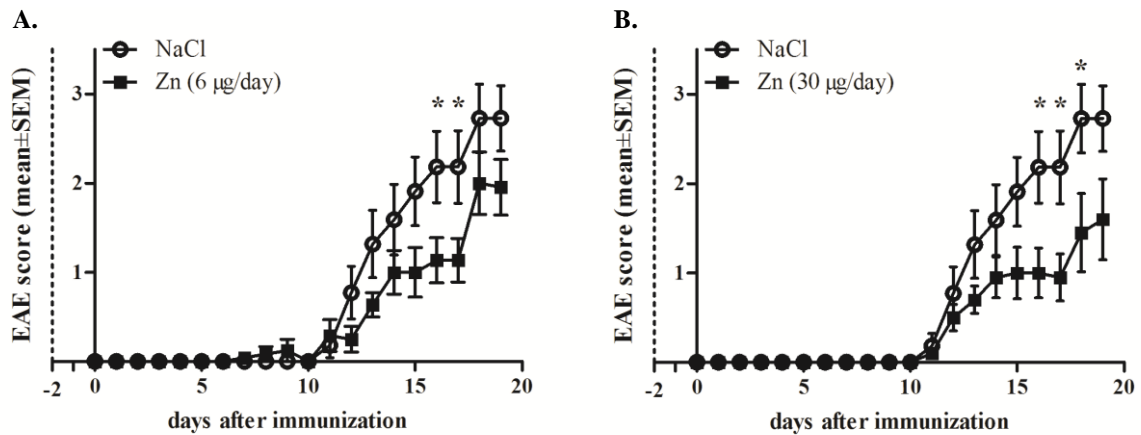 A.
NaCl
Zn (6 µg/day)
EAE score (mean±SEM)
3
2
1
* *
-2 0 5 10 15 20
days after immunization
B.
NaCl
Zn (30 µg/day)
EAE score (mean±SEM)
3
2
1
* * *
-2 0 5 10 15 20
days after immunization